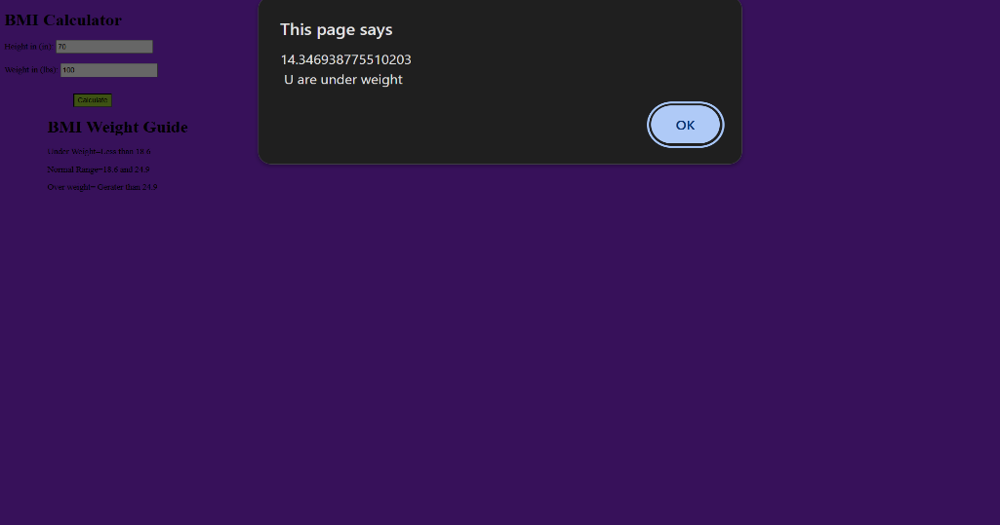 BMI Calculator
Height in (in): 70
Weight in (lbs): 100
Calculate
BMI Weight Guide
Under Weight=Less than 18.6
Normal Range=18.6 and 24.9
Over weight= Gerater than 24.9
This page says
14.346938775510203
U are under weight
OK